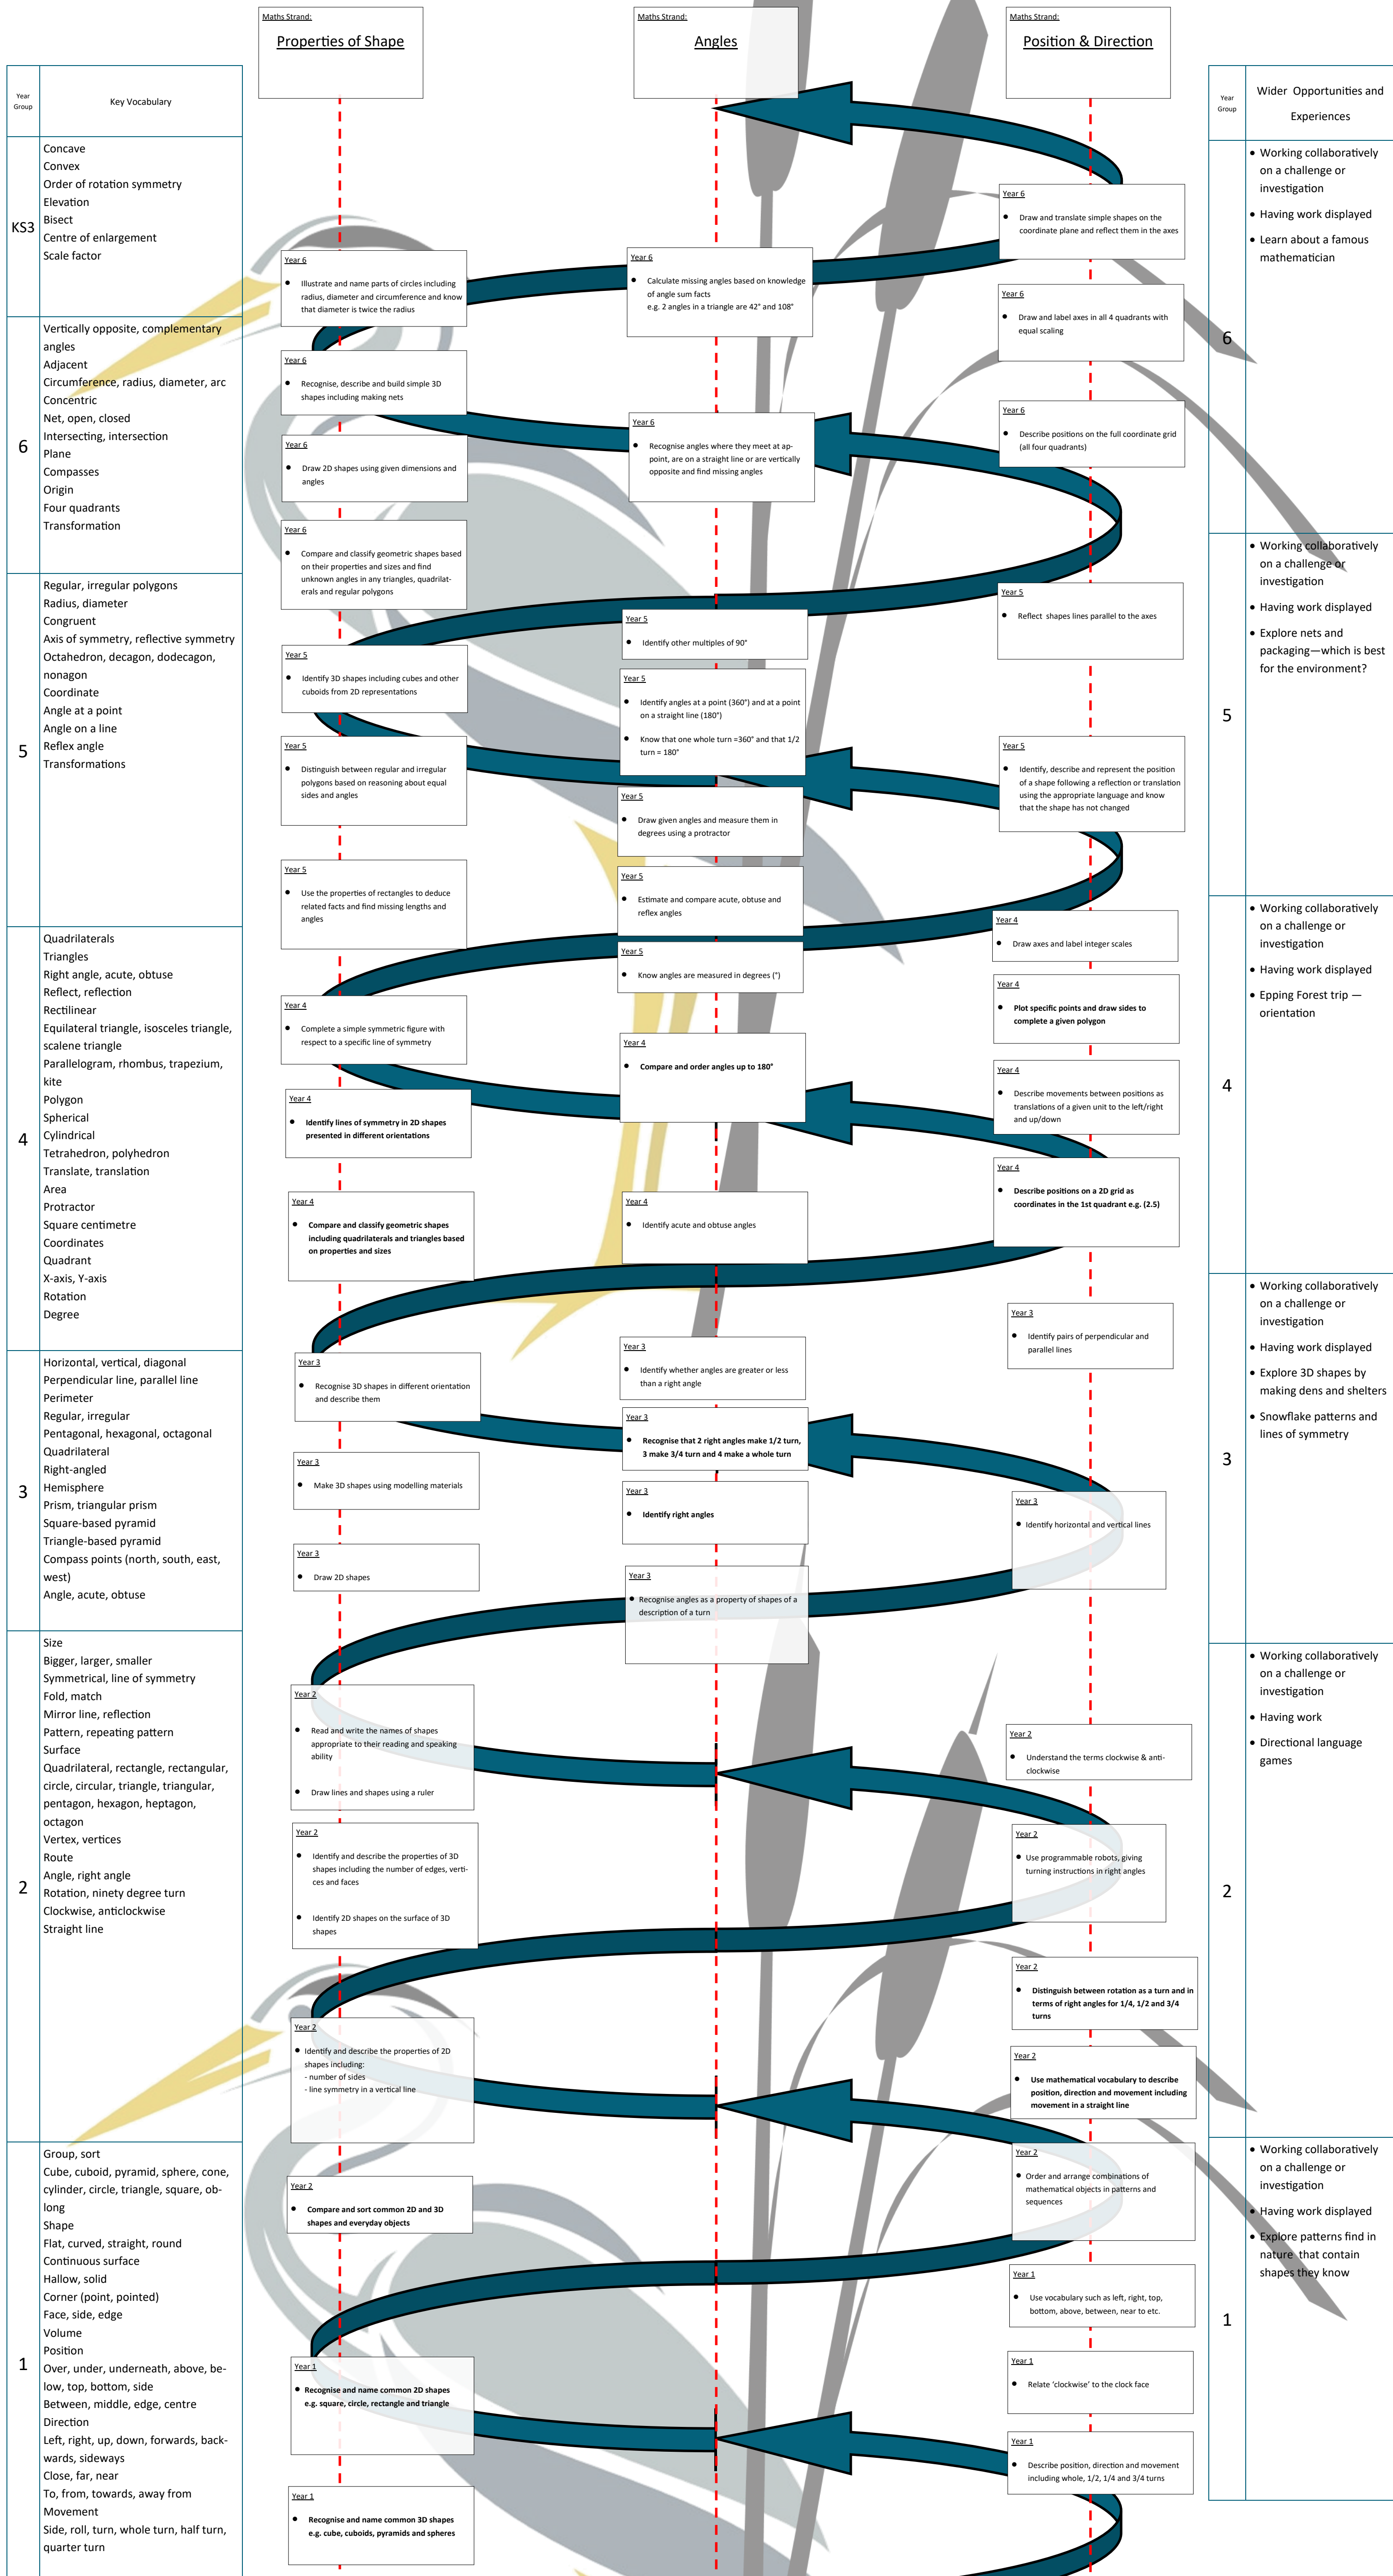 Maths Strand:
Properties of Shape
Maths Strand:
Angles
Maths Strand:
Position & Direction
Year
Group
Key Vocabulary
KS3
Concave
Convex
Order of rotation symmetry
Elevation
Bisect
Centre of enlargement
Scale factor
6
Vertically opposite, complementary
angles
Adjacent
Circumference, radius, diameter, arc
Concentric
Net, open, closed
Intersecting, intersection
Plane
Compasses
Origin
Four quadrants
Transformation
5
Regular, irregular polygons
Radius, diameter
Congruent
Axis of symmetry, reflective symmetry
Octahedron, decagon, dodecagon,
nonagon
Coordinate
Angle at a point
Angle on a line
Reflex angle
Transformations
4
Quadrilaterals
Triangles
Right angle, acute, obtuse
Reflect, reflection
Rectilinear
Equilateral triangle, isosceles triangle,
scalene triangle
Parallelogram, rhombus, trapezium,
kite
Polygon
Spherical
Cylindrical
Tetrahedron, polyhedron
Translate, translation
Area
Protractor
Square centimetre
Coordinates
Quadrant
X-axis, Y-axis
Rotation
Degree
3
Horizontal, vertical, diagonal
Perpendicular line, parallel line
Perimeter
Regular, irregular
Pentagonal, hexagonal, octagonal
Quadrilateral
Right-angled
Hemisphere
Prism, triangular prism
Square-based pyramid
Triangle-based pyramid
Compass points (north, south, east,
west)
Angle, acute, obtuse
2
Size
Bigger, larger, smaller
Symmetrical, line of symmetry
Fold, match
Mirror line, reflection
Pattern, repeating pattern
Surface
Quadrilateral, rectangle, rectangular,
circle, circular, triangle, triangular,
pentagon, hexagon, heptagon,
octagon
Vertex, vertices
Route
Angle, right angle
Rotation, ninety degree turn
Clockwise, anticlockwise
Straight line
1
Group, sort
Cube, cuboid, pyramid, sphere, cone,
cylinder, circle, triangle, square, ob-
long
Shape
Flat, curved, straight, round
Continuous surface
Hallow, solid
Corner (point, pointed)
Face, side, edge
Volume
Position
Over, under, underneath, above, be-
low, top, bottom, side
Between, middle, edge, centre
Direction
Left, right, up, down, forwards, back-
wards, sideways
Close, far, near
To, from, towards, away from
Movement
Side, roll, turn, whole turn, half turn,
quarter turn
Year 6
• Illustrate and name parts of circles including
radius, diameter and circumference and know
that diameter is twice the radius
Year 6
• Recognise, describe and build simple 3D
shapes including making nets
Year 6
• Draw 2D shapes using given dimensions and
angles
Year 6
• Compare and classify geometric shapes based
on their properties and sizes and find
unknown angles in any triangles, quadrilat-
erals and regular polygons
Year 5
• Identify 3D shapes including cubes and other
cuboids from 2D representations
Year 5
• Distinguish between regular and irregular
polygons based on reasoning about equal
sides and angles
Year 5
• Use the properties of rectangles to deduce
related facts and find missing lengths and
angles
Year 4
• Complete a simple symmetric figure with
respect to a specific line of symmetry
Year 4
• Identify lines of symmetry in 2D shapes
presented in different orientations
Year 4
• Compare and classify geometric shapes
including quadrilaterals and triangles based
on properties and sizes
Year 3
• Recognise 3D shapes in different orientation
and describe them
Year 3
• Make 3D shapes using modelling materials
Year 3
• Draw 2D shapes
Year 2
• Read and write the names of shapes
appropriate to their reading and speaking
ability
• Draw lines and shapes using a ruler
Year 2
• Identify and describe the properties of 3D
shapes including the number of edges, verti-
ces and faces
• Identify 2D shapes on the surface of 3D
shapes
Year 2
• Identify and describe the properties of 2D
shapes including:
- number of sides
- line symmetry in a vertical line
Year 2
• Compare and sort common 2D and 3D
shapes and everyday objects
Year 1
• Recognise and name common 2D shapes
e.g. square, circle, rectangle and triangle
Year 1
• Recognise and name common 3D shapes
e.g. cube, cuboids, pyramids and spheres
Year 6
• Calculate missing angles based on knowledge
of angle sum facts
e.g. 2 angles in a triangle are 42° and 108°
Year 6
• Recognise angles where they meet at ap-
point, are on a straight line or are vertically
opposite and find missing angles
Year 5
• Identify other multiples of 90°
Year 5
• Identify angles at a point (360°) and at a point
on a straight line (180°)
• Know that one whole turn =360° and that 1/2
turn = 180°
Year 5
• Draw given angles and measure them in
degrees using a protractor
Year 5
• Estimate and compare acute, obtuse and
reflex angles
Year 5
• Know angles are measured in degrees (°)
Year 4
• Compare and order angles up to 180°
Year 4
• Identify acute and obtuse angles
Year 3
• Identify whether angles are greater or less
than a right angle
Year 3
• Recognise that 2 right angles make 1/2 turn,
3 make 3/4 turn and 4 make a whole turn
Year 3
• Identify right angles
Year 3
• Recognise angles as a property of shapes of a
description of a turn
Year 6
• Draw and translate simple shapes on the
coordinate plane and reflect them in the axes
Year 6
• Draw and label axes in all 4 quadrants with
equal scaling
Year 6
• Describe positions on the full coordinate grid
(all four quadrants)
Year 5
• Reflect shapes lines parallel to the axes
Year 5
• Identify, describe and represent the position
of a shape following a reflection or translation
using the appropriate language and know
that the shape has not changed
Year 4
• Draw axes and label integer scales
Year 4
• Plot specific points and draw sides to
complete a given polygon
Year 4
• Describe movements between positions as
translations of a given unit to the left/right
and up/down
Year 4
• Describe positions on a 2D grid as
coordinates in the 1st quadrant e.g. (2.5)
Year 3
• Identify pairs of perpendicular and
parallel lines
Year 3
• Identify horizontal and vertical lines
Year 2
• Understand the terms clockwise & anti-
clockwise
Year 2
• Use programmable robots, giving
turning instructions in right angles
Year 2
• Distinguish between rotation as a turn and in
terms of right angles for 1/4, 1/2 and 3/4
turns
Year 2
• Use mathematical vocabulary to describe
position, direction and movement including
movement in a straight line
Year 2
• Order and arrange combinations of
mathematical objects in patterns and
sequences
Year 1
• Use vocabulary such as left, right, top,
bottom, above, between, near to etc.
Year 1
• Relate ‘clockwise’ to the clock face
Year 1
• Describe position, direction and movement
including whole, 1/2, 1/4 and 3/4 turns
Year
Group
Wider Opportunities and
Experiences
6
• Working collaboratively
on a challenge or
investigation
• Having work displayed
• Learn about a famous
mathematician
5
• Working collaboratively
on a challenge or
investigation
• Having work displayed
• Explore nets and
packaging—which is best
for the environment?
4
• Working collaboratively
on a challenge or
investigation
• Having work displayed
• Epping Forest trip —
orientation
3
• Working collaboratively
on a challenge or
investigation
• Having work displayed
• Explore 3D shapes by
making dens and shelters
• Snowflake patterns and
lines of symmetry
2
• Working collaboratively
on a challenge or
investigation
• Having work
• Directional language
games
1
• Working collaboratively
on a challenge or
investigation
• Having work displayed
• Explore patterns find in
nature that contain
shapes they know